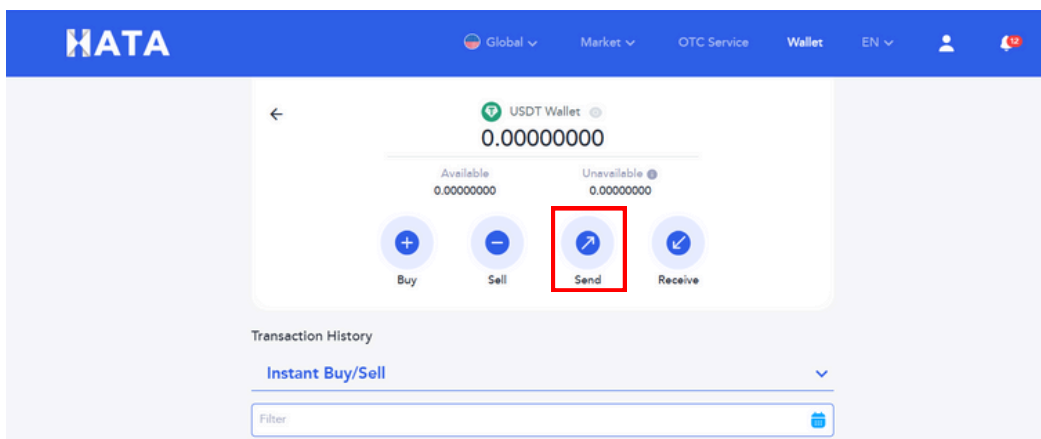 HATA
Global
Market
OTC Service
Wallet
EN
12
USDT Wallet
0.00000000
Available
Unavailable
0.00000000
0.00000000
Buy
Sell
Send
Receive
Transaction History
Instant Buy/Sell
Filter